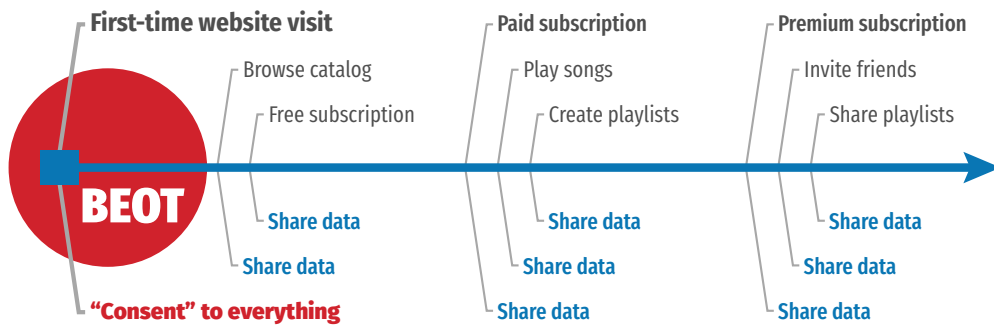 First-time website visit
Paid subscription
Premium subscription
Browse catalog
Play songs
Invite friends
Free subscription
Create playlists
Share playlists
BEOT
Share data
Share data
Share data
Share data
Share data
Share data
“Consent” to everything
Share data
Share data